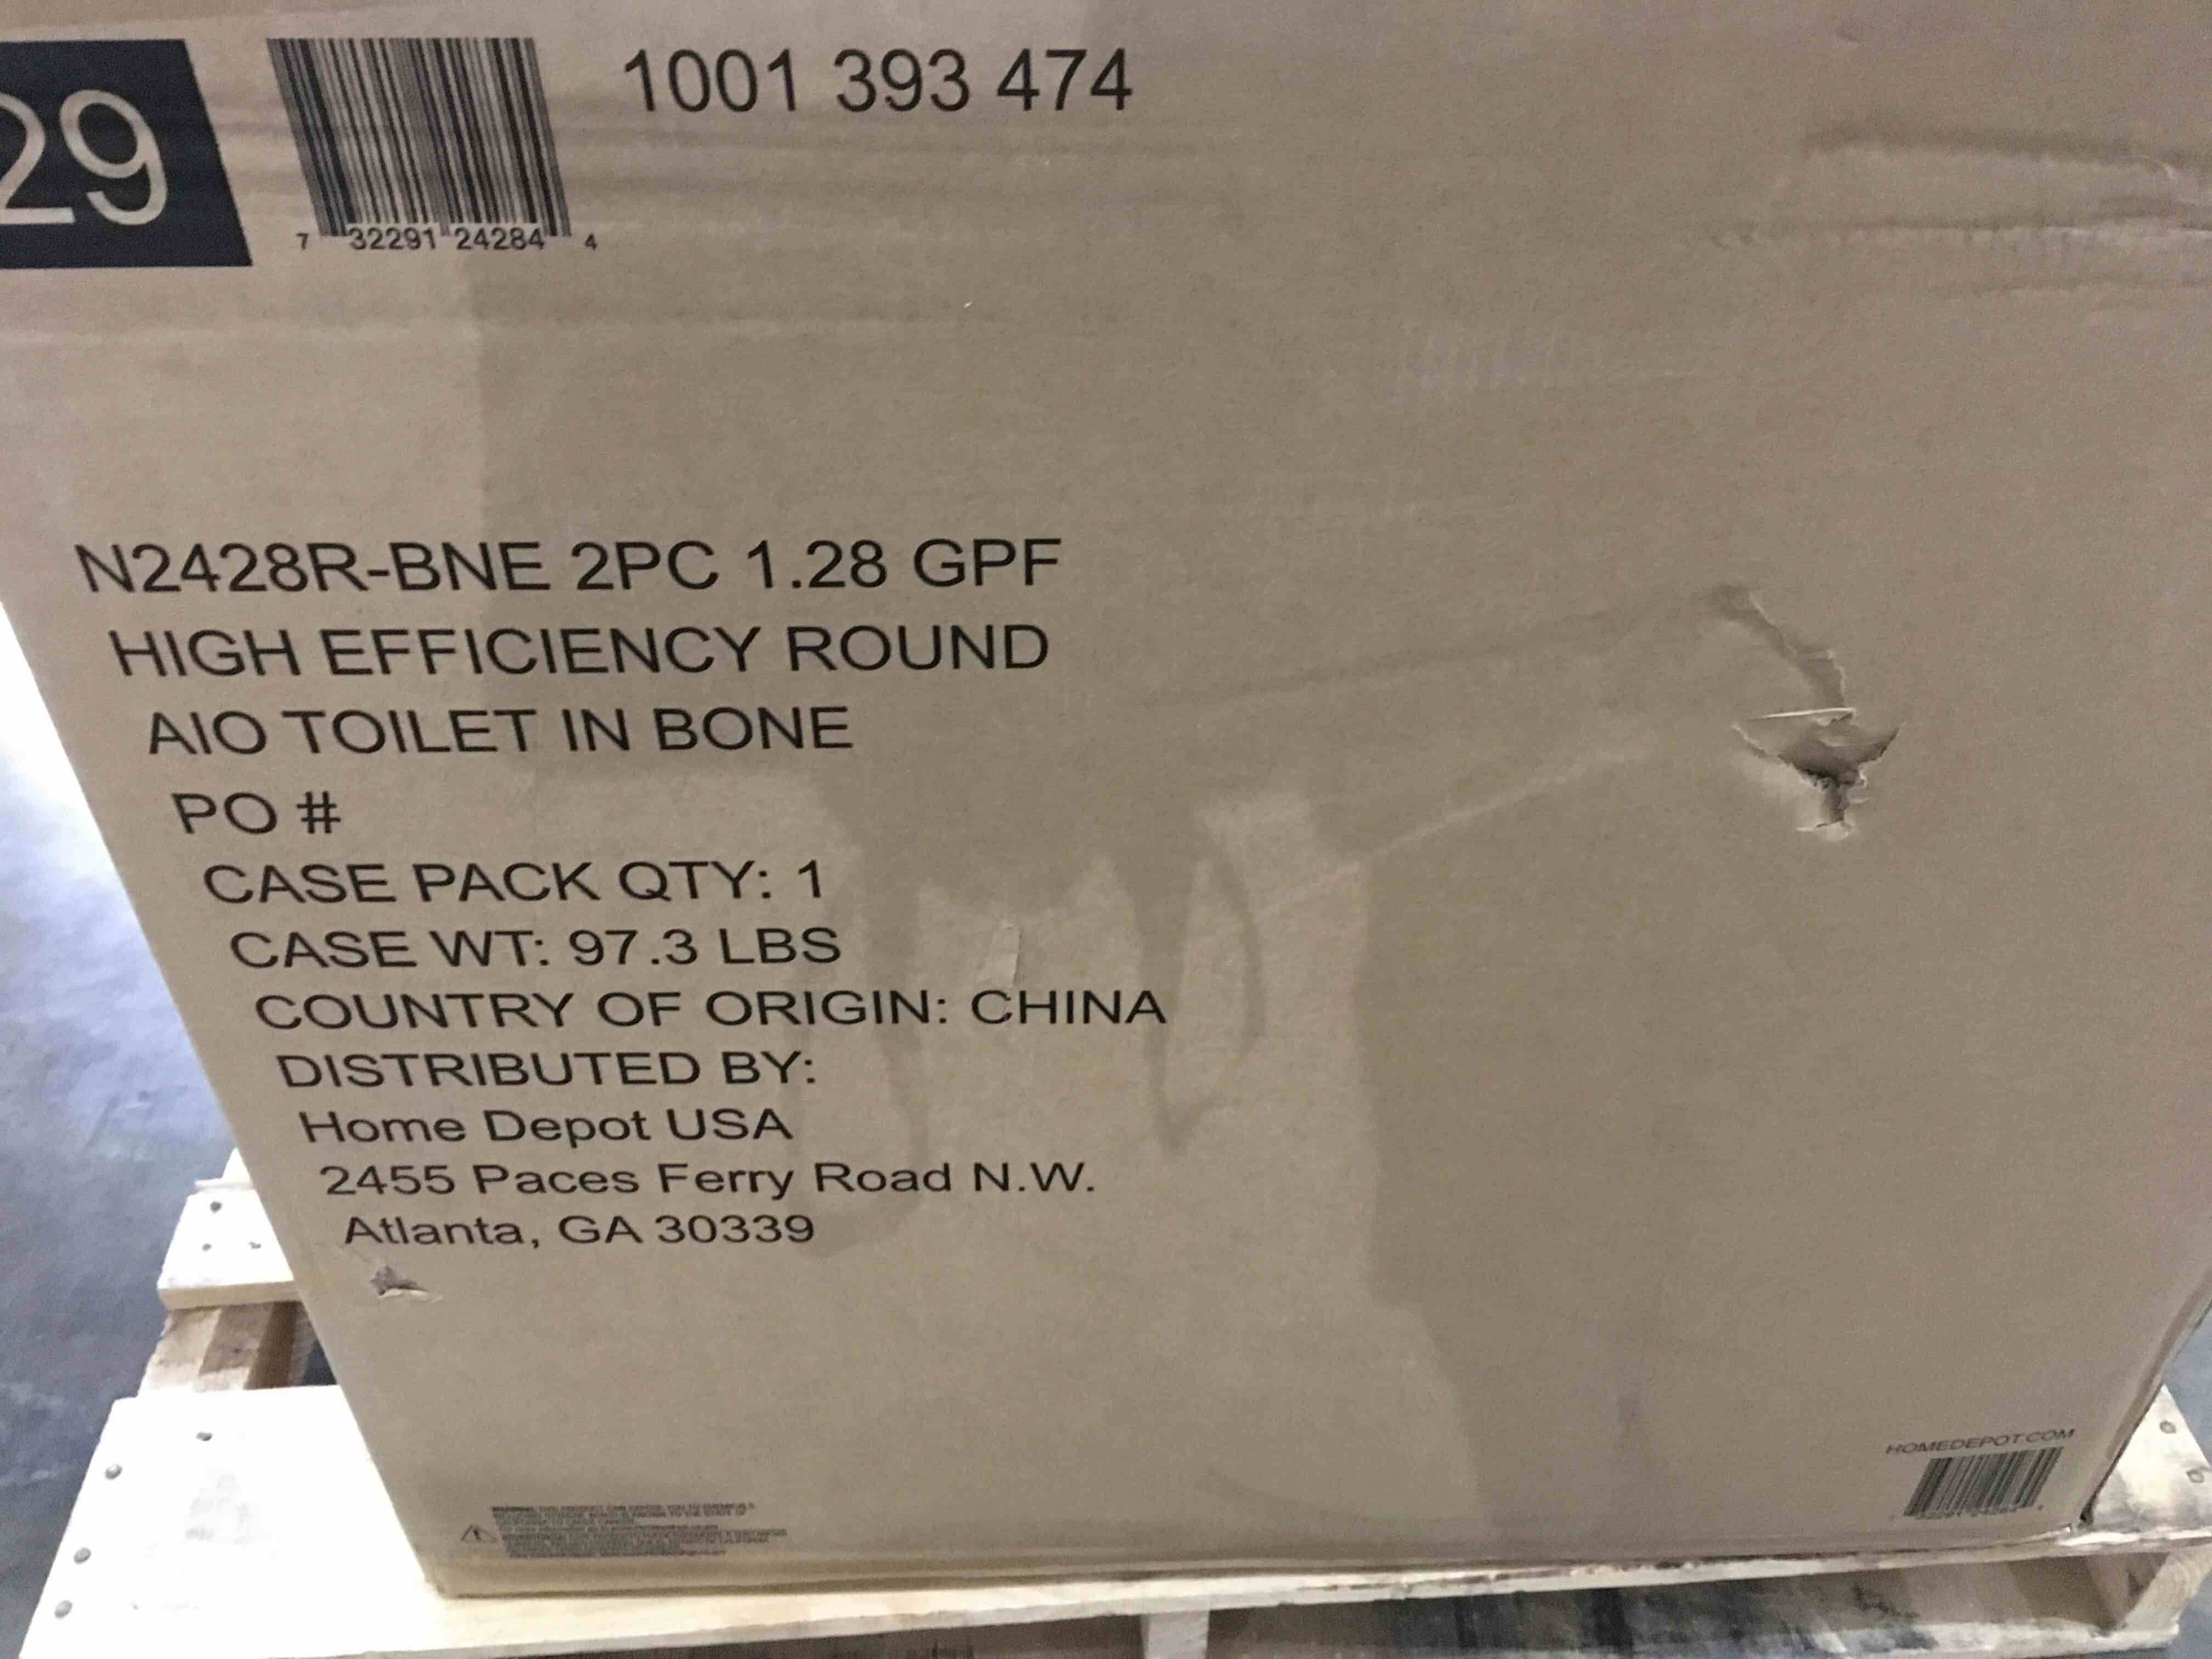 29
1001 393 474
7 32291 24284 4
N2428R-BNE 2PC 1.28 GPF
HIGH EFFICIENCY ROUND
AIO TOILET IN BONE
PO #
CASE PACK QTY: 1
CASE WT: 97.3 LBS
COUNTRY OF ORIGIN: CHINA
DISTRIBUTED BY:
Home Depot USA
2455 Paces Ferry Road N.W.
Atlanta, GA 30339
HOMEDEPOT.COM